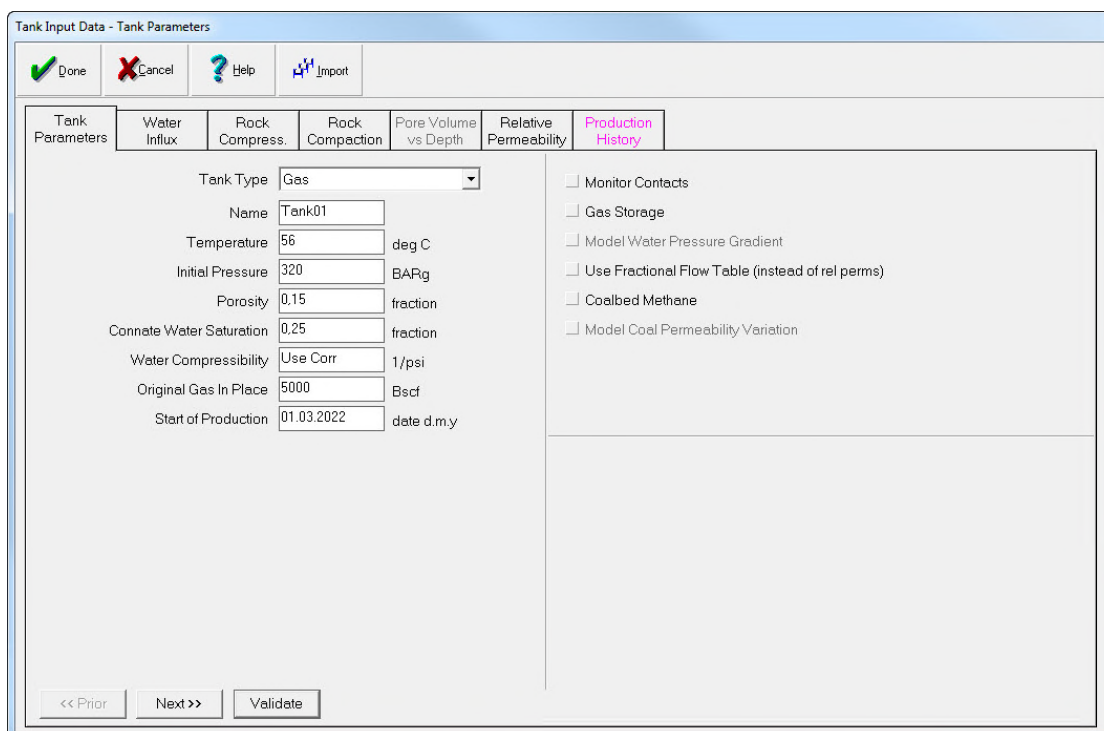 Tank Input Data - Tank Parameters
Done Cancel Help Import
Tank Parameters
Water Influx
Rock Compress.
Rock Compaction
Pore Volume vs Depth
Relative Permeability
Production History
Tank Type Gas
Name Tank01
Temperature 56 deg C
Initial Pressure 320 BARg
Porosity 0,15 fraction
Connate Water Saturation 0,25 fraction
Water Compressibility Use Corr 1/psi
Original Gas In Place 5000 Bscf
Start of Production 01.03.2022 date d.m.y
Monitor Contacts
Gas Storage
Model Water Pressure Gradient
Use Fractional Flow Table (instead of rel perms)
Coalbed Methane
Model Coal Permeability Variation
<< Prior Next >> Validate